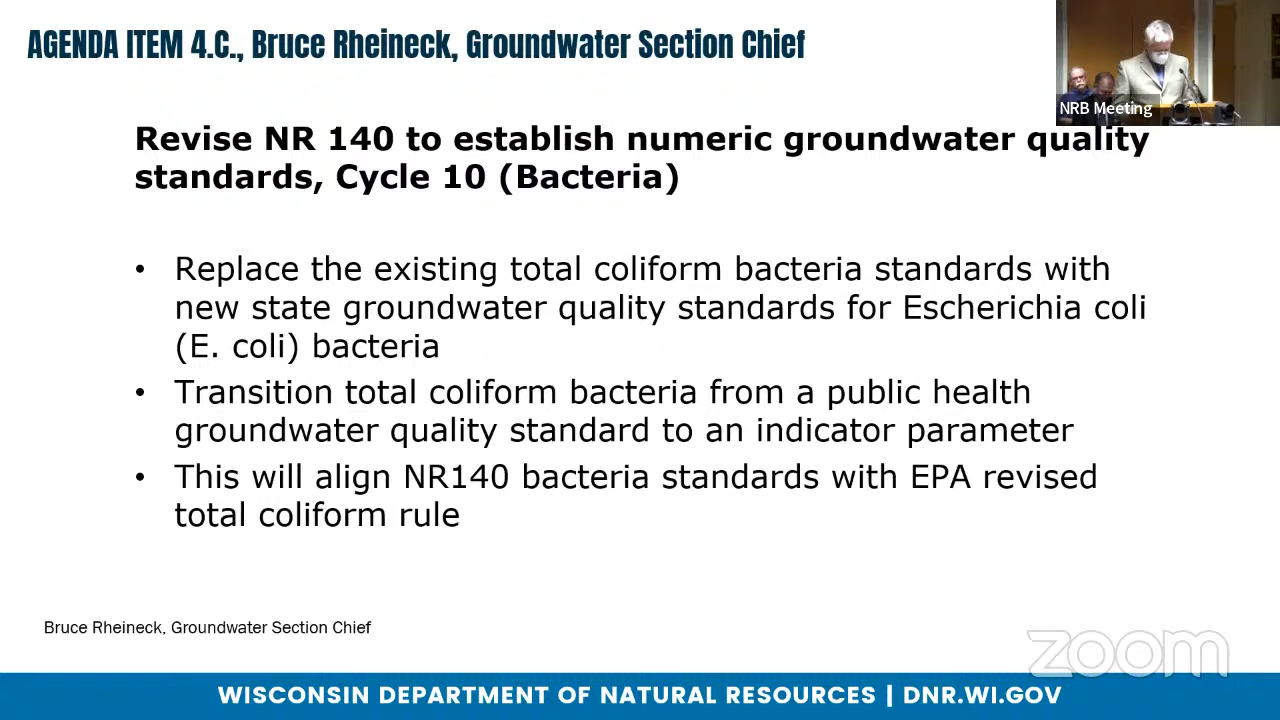 AGENDA ITEM 4.C., Bruce Rheineck, Groundwater Section Chief
NRB Meeting
Revise NR 140 to establish numeric groundwater quality
standards, Cycle 10 (Bacteria)
• Replace the existing total coliform bacteria standards with
new state groundwater quality standards for Escherichia coli
(E. coli) bacteria
• Transition total coliform bacteria from a public health
groundwater quality standard to an indicator parameter
• This will align NR140 bacteria standards with EPA revised
total coliform rule
Bruce Rheineck, Groundwater Section Chief
zoom
WISCONSIN DEPARTMENT OF NATURAL RESOURCES | DNR.WI.GOV